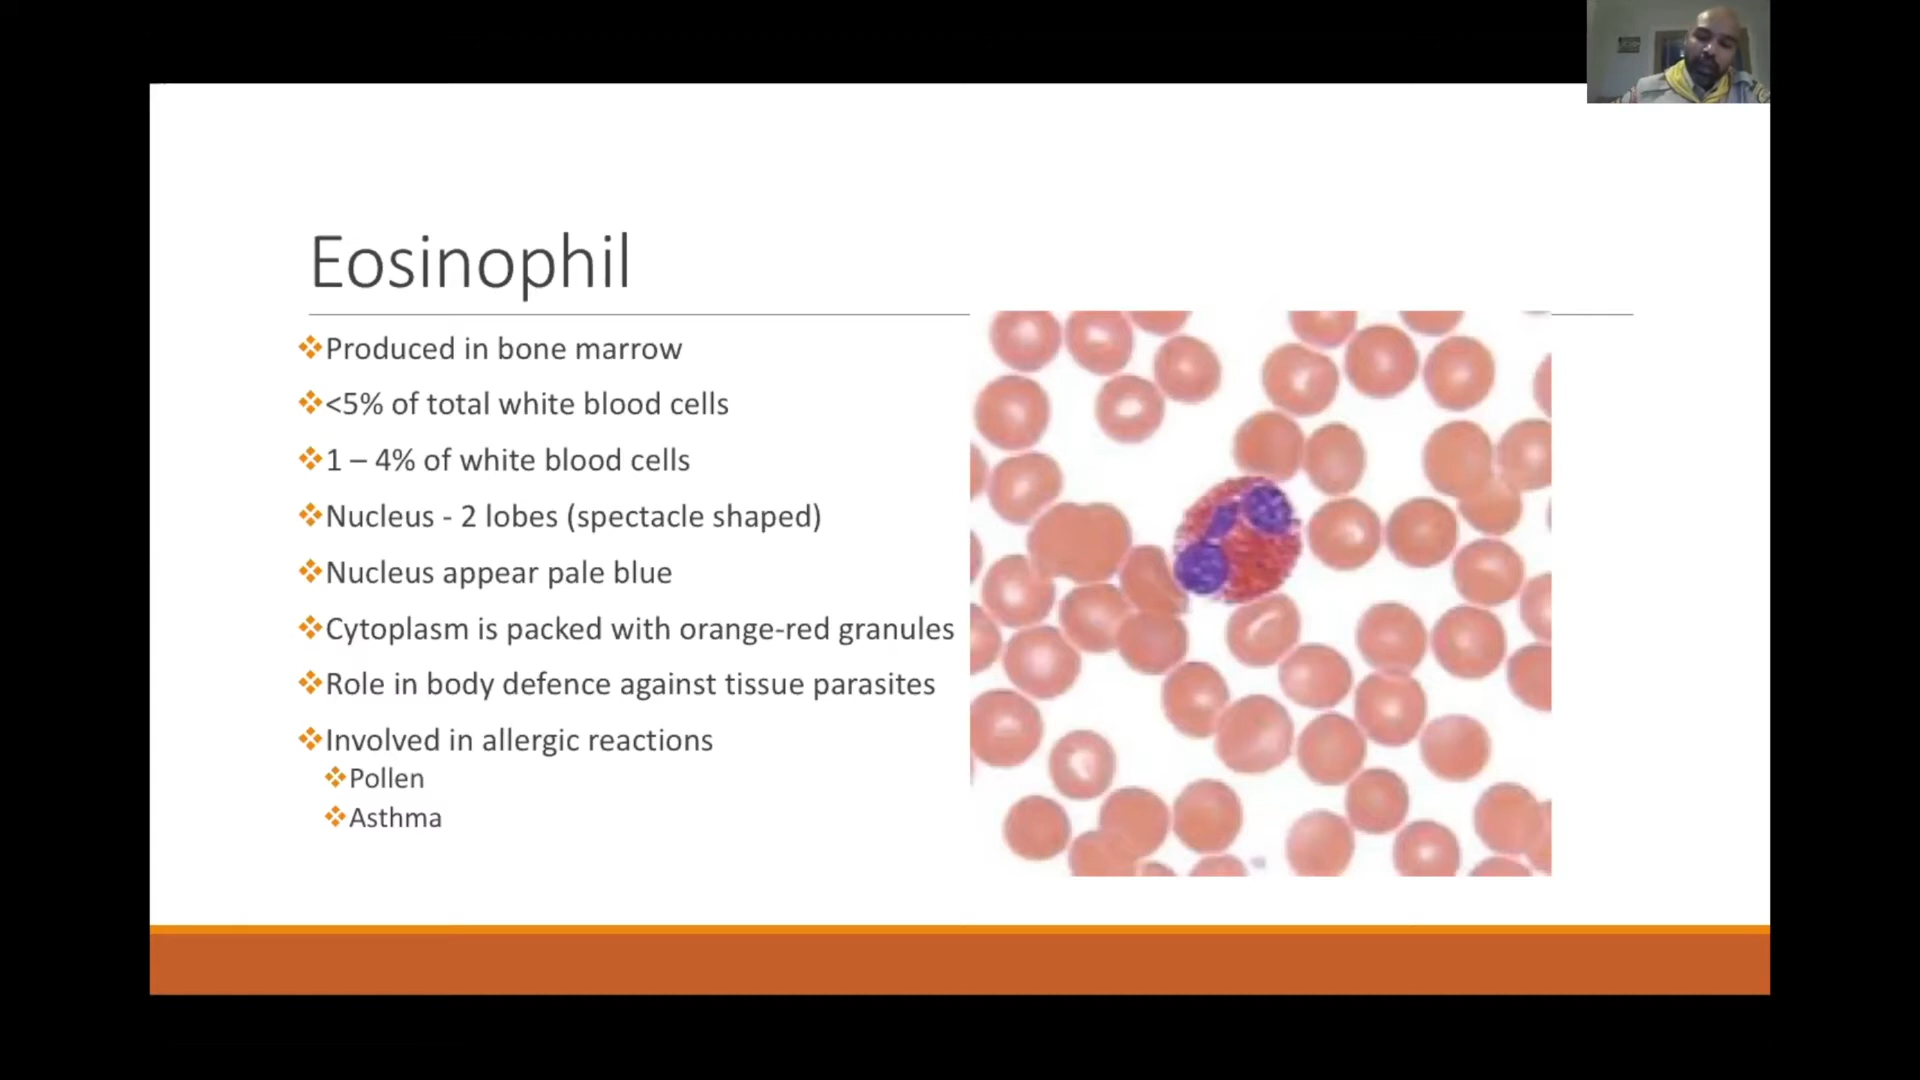 Eosinophil
Produced in bone marrow
<5% of total white blood cells
1 – 4% of white blood cells
Nucleus - 2 lobes (spectacle shaped)
Nucleus appear pale blue
Cytoplasm is packed with orange-red granules
Role in body defence against tissue parasites
Involved in allergic reactions
Pollen
Asthma